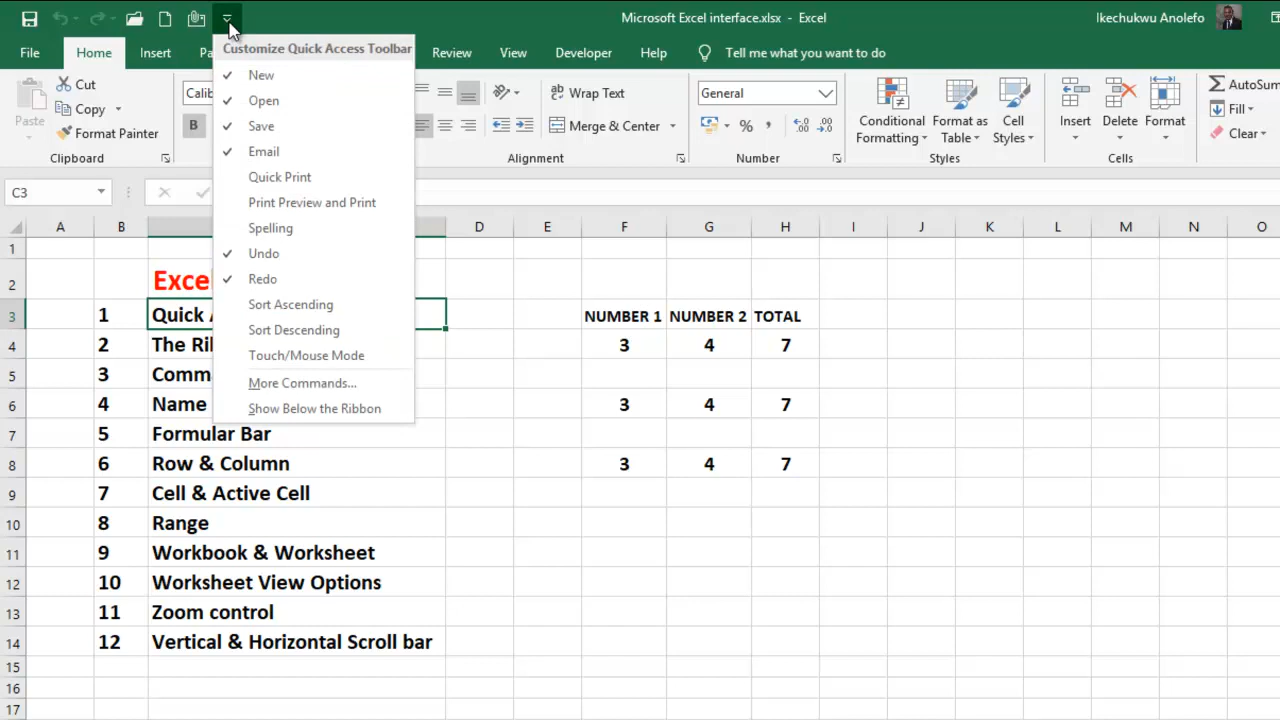 Microsoft Excel interface.xlsx - Excel
Ikechukwu Anolefo
File
Home
Insert
Pa
Review
View
Developer
Help
Tell me what you want to do
Customize Quick Access Toolbar
New
Open
Save
Email
Quick Print
Print Preview and Print
Spelling
Undo
Redo
Sort Ascending
Sort Descending
Touch/Mouse Mode
More Commands...
Show Below the Ribbon
Paste
Cut
Copy
Format Painter
Clipboard
Calib
B
ab Wrap Text
Merge & Center
Alignment
General
%
Number
Conditional Formatting
Format as Table
Cell Styles
Styles
Insert
Delete
Format
Cells
AutoSum
Fill
Clear
C3
A B D E F G H I J K L M N O
1
2 Excel
3 1 Quick A NUMBER 1 NUMBER 2 TOTAL
4 2 The Ri 3 4 7
5 3 Comm
6 4 Name 3 4 7
7 5 Formular Bar
8 6 Row & Column 3 4 7
9 7 Cell & Active Cell
10 8 Range
11 9 Workbook & Worksheet
12 10 Worksheet View Options
13 11 Zoom control
14 12 Vertical & Horizontal Scroll bar
15
16
17